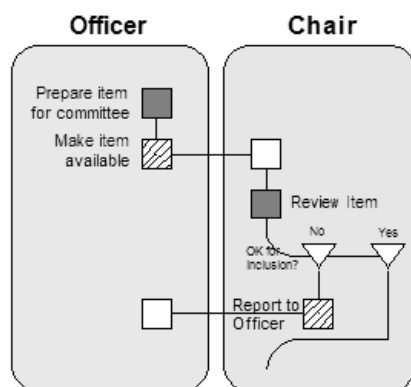 Officer
Chair
Prepare item
for committee
Make item
available
Review Item
No
Yes
OK for
Inclusion?
Report to
Officer